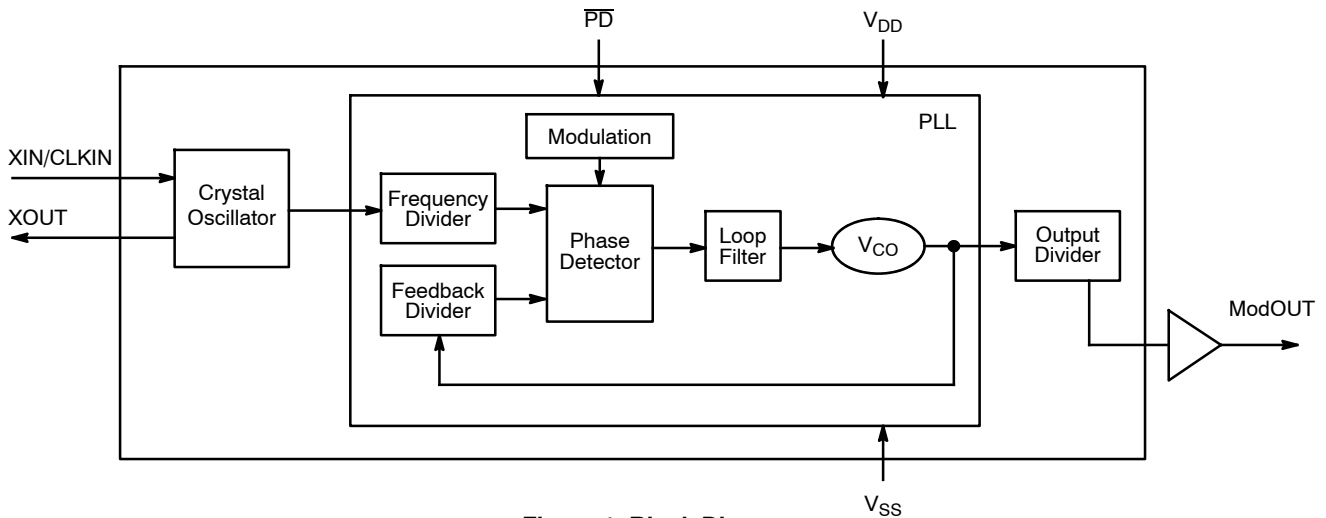 PD
VDD
PLL
Modulation
XIN/CLKIN
Crystal
Oscillator
XOUT
Frequency
Divider
Phase
Detector
Loop
Filter
VCO
Output
Divider
Feedback
Divider
ModOUT
VSS